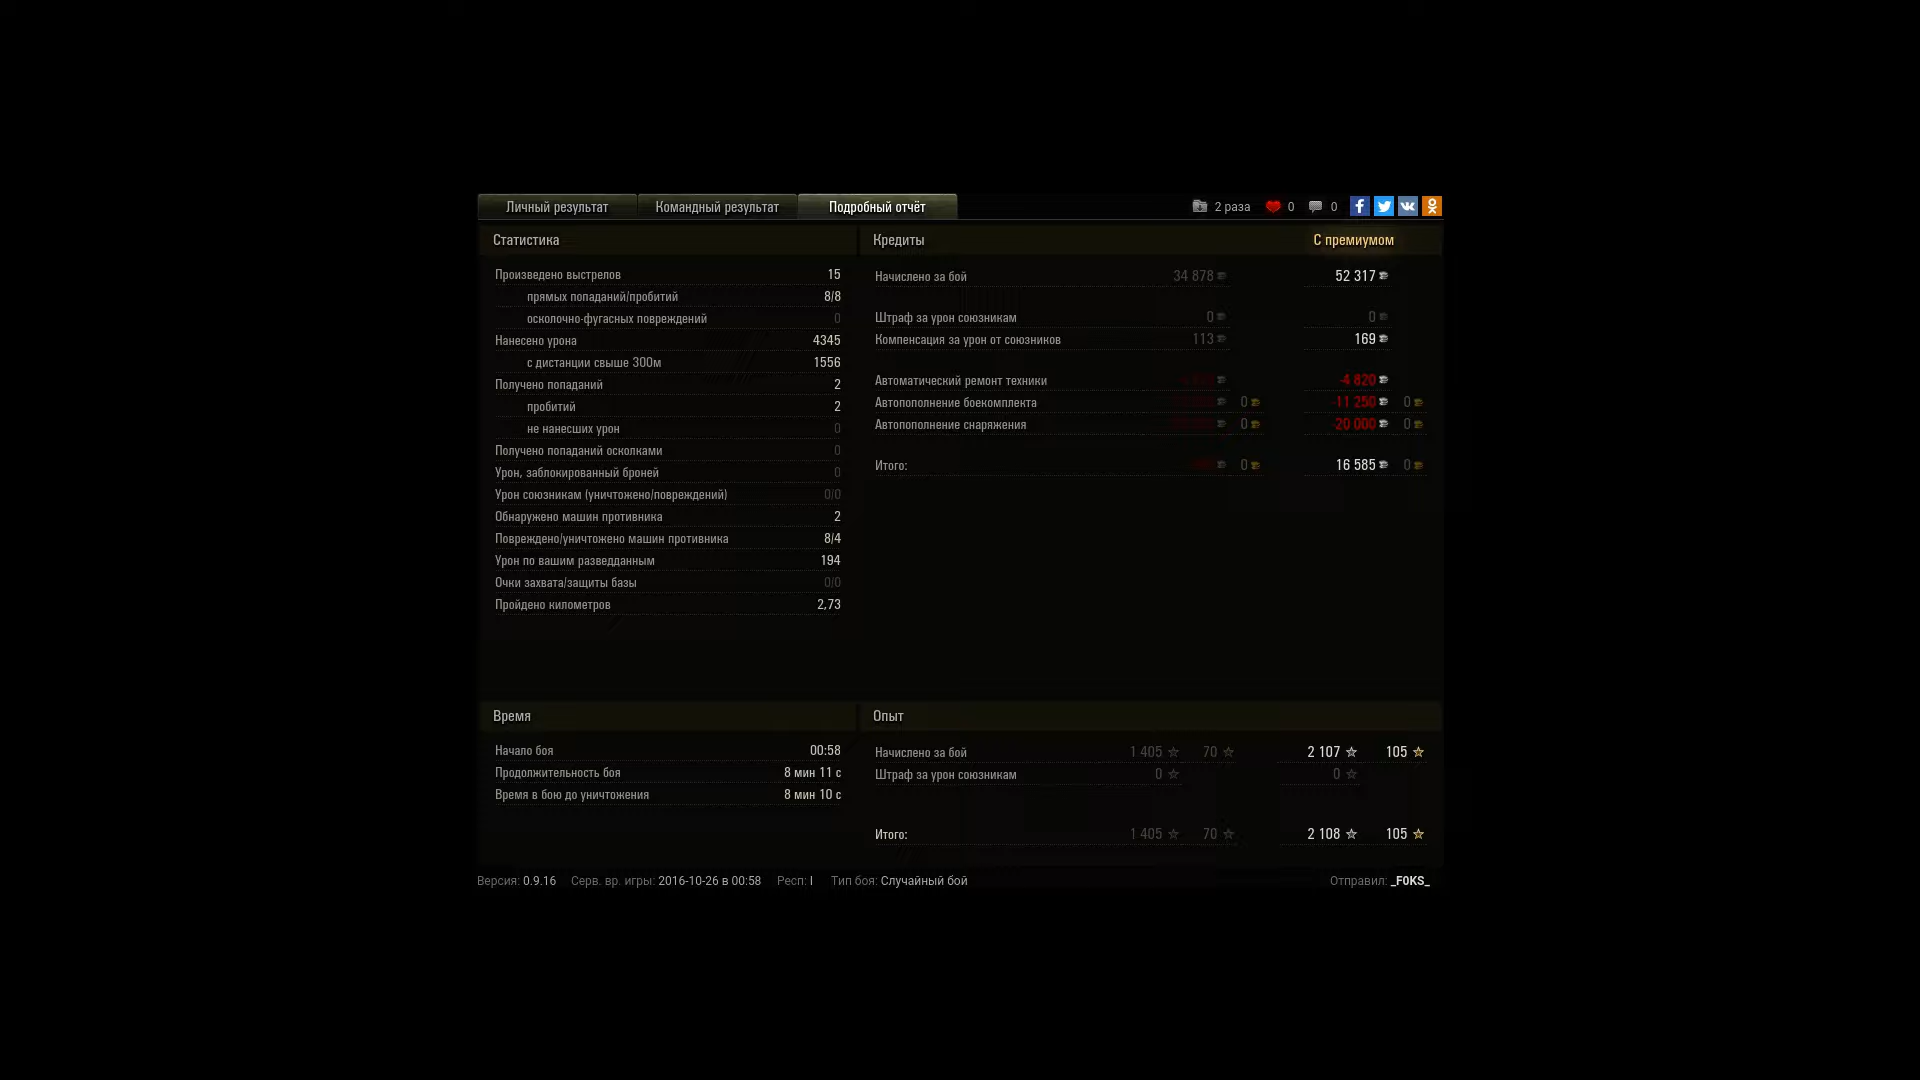 Личный результат Командный результат Подробный отчёт 2 раза 0 0
Статистика
Произведено выстрелов 15
прямых попаданий/пробитий 8/8
осколочно-фугасных повреждений 0
Нанесено урона 4345
с дистанции свыше 300м 1556
Получено попаданий 2
пробитий 2
не нанесших урон 0
Получено попаданий осколками 0
Урон, заблокированный броней 0
Урон союзникам (уничтожено/повреждений) 0/0
Обнаружено машин противника 2
Повреждено/уничтожено машин противника 8/4
Урон по вашим разведданным 194
Очки захвата/защиты базы 0/0
Пройдено километров 2,73
Кредиты С премиумом
Начислено за бой 34 878 52 317
Штраф за урон союзникам 0 0
Компенсация за урон от союзников 113 169
Автоматический ремонт техники -4 820
Автопополнение боекомплекта 0 -11 250 0
Автопополнение снаряжения 0 -20 000 0
Итого: 0 16 585 0
Время
Начало боя 00:58
Продолжительность боя 8 мин 11 с
Время в бою до уничтожения 8 мин 10 с
Опыт
Начислено за бой 1 405 70 2 107 105
Штраф за урон союзникам 0 0
Итого: 1 405 70 2 108 105
Версия: 0.9.16 Серв. вр. игры: 2016-10-26 в 00:58 Респ: I Тип боя: Случайный бой Отправил: _F0KS_